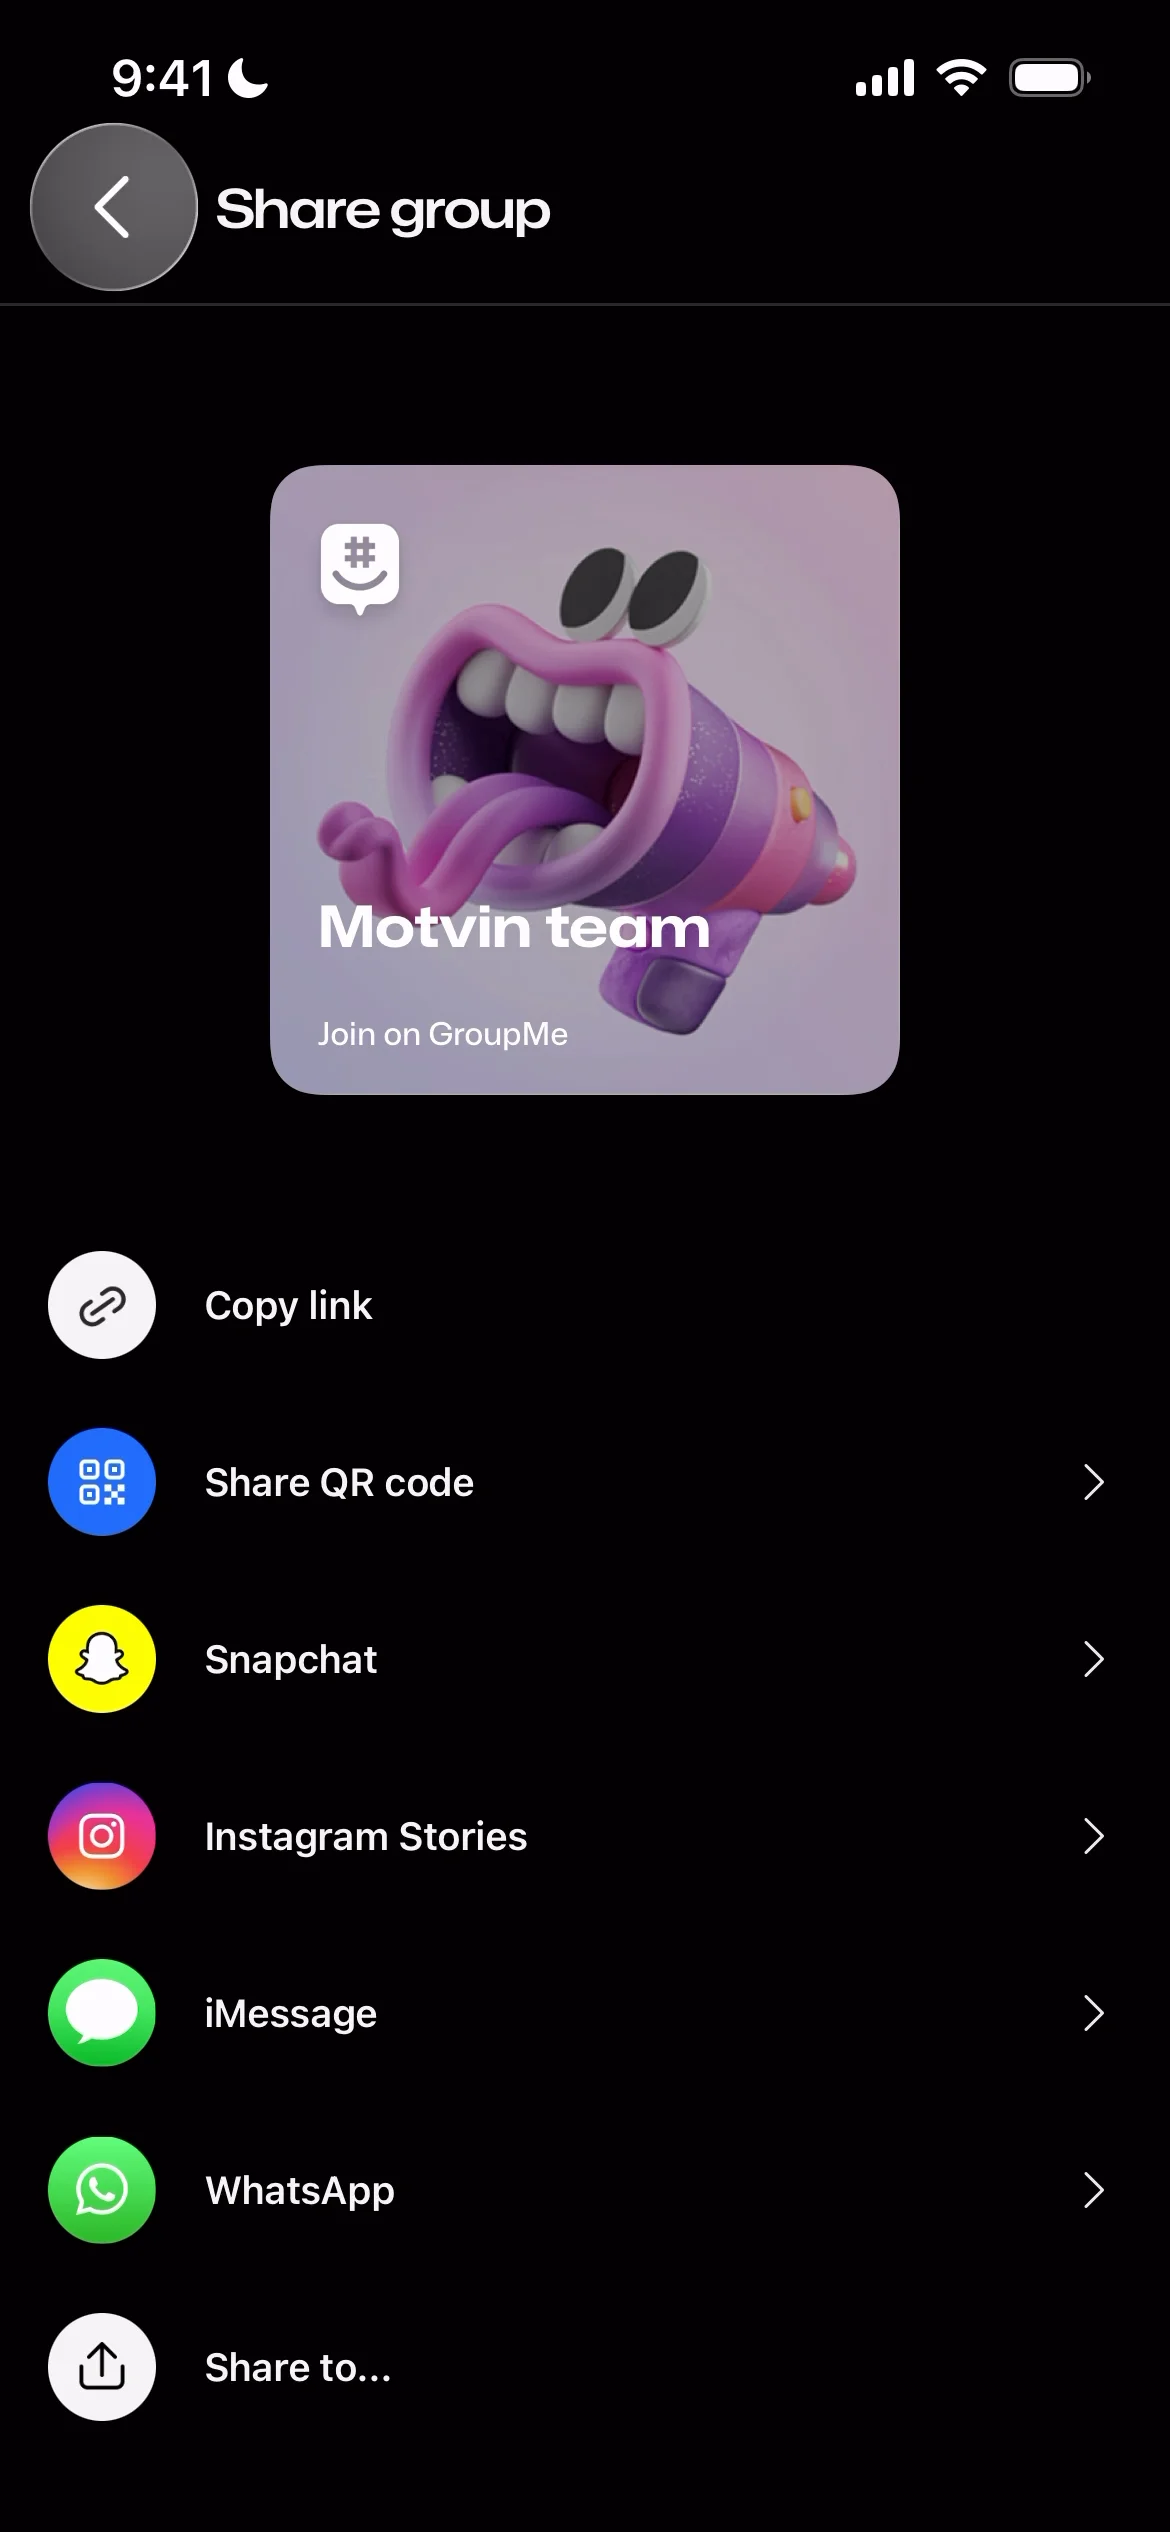 9:41
Share group
Motvin team
Join on GroupMe
Copy link
Share QR code
Snapchat
Instagram Stories
iMessage
WhatsApp
Share to...